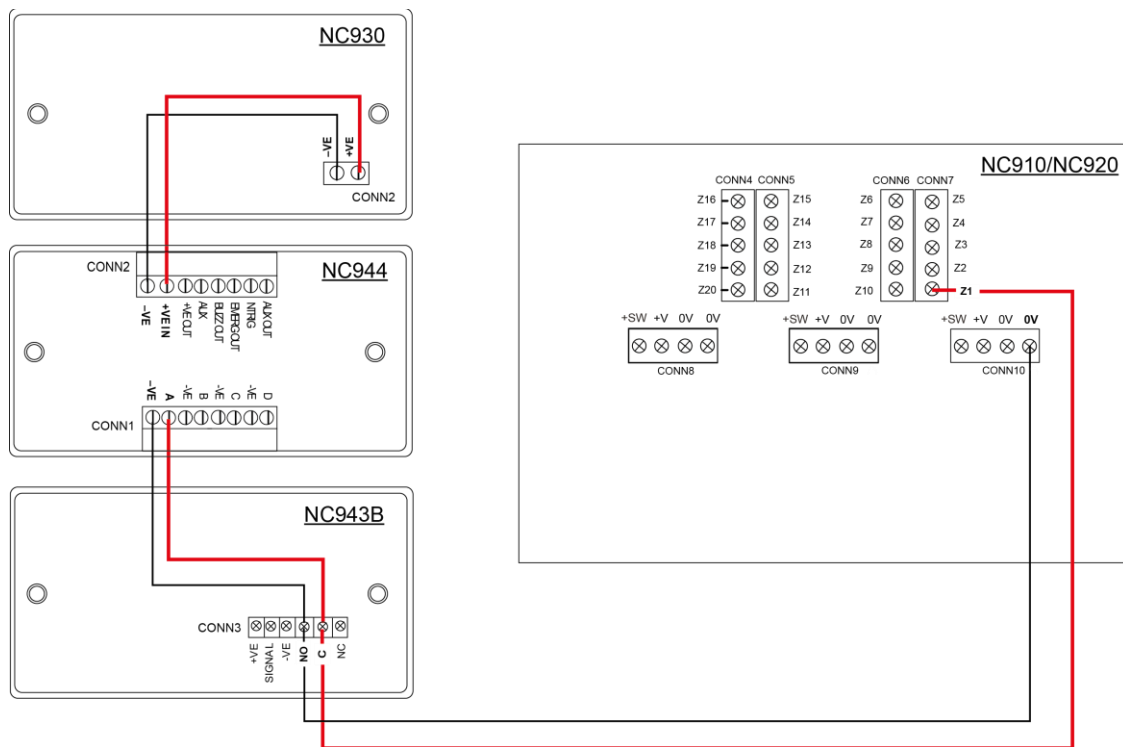 NC930
–VE
+VE
CONN2
NC944
CONN2
–VE
+VE IN
+VE OUT
AUX
BUZZ OUT
EMERG OUT
INTRIG
AUX OUT
–VE
A
-VE
B
-VE
C
-VE
D
CONN1
NC943B
CONN3
+VE
SIGNAL
-VE
NO
C
NC
NC910/NC920
CONN4 CONN5
Z16 Z15
Z17 Z14
Z18 Z13
Z19 Z12
Z20 Z11
CONN6 CONN7
Z6 Z5
Z7 Z4
Z8 Z3
Z9 Z2
Z10 Z1
+SW +V 0V 0V
CONN8
+SW +V 0V 0V
CONN9
+SW +V 0V 0V
CONN10